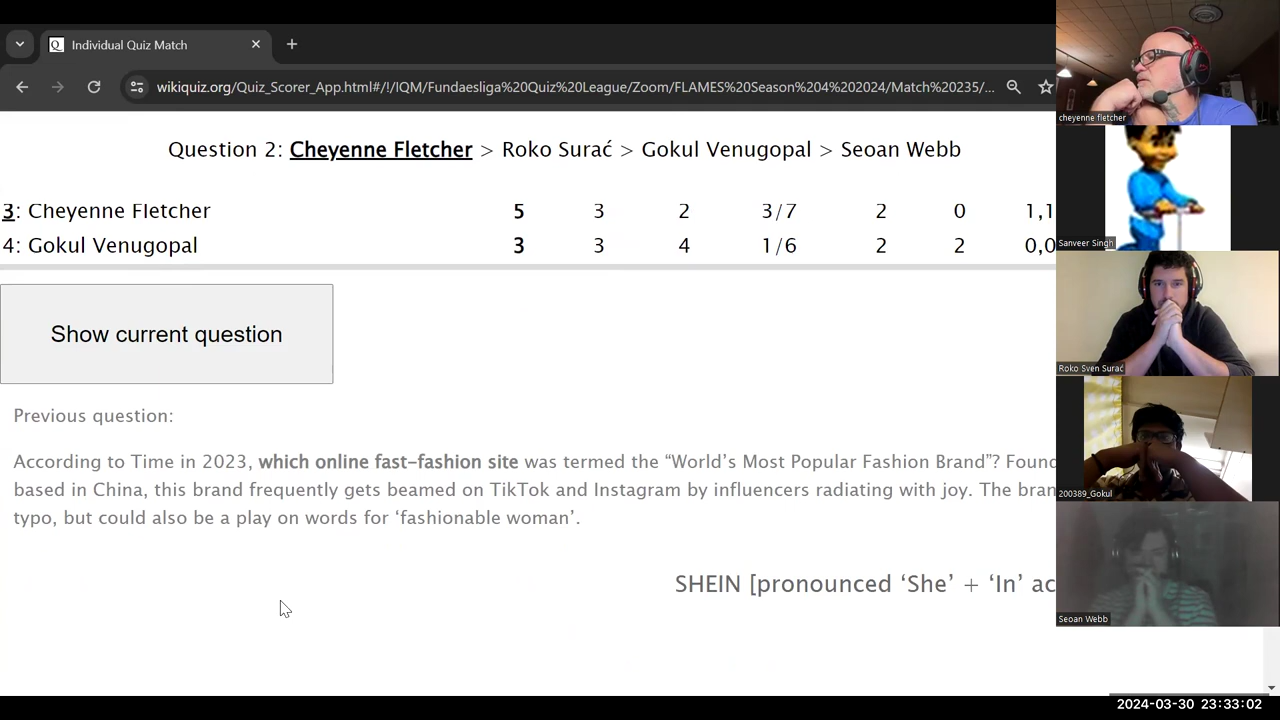 Individual Quiz Match
wikiquiz.org/Quiz_Scorer_App.html#/!/IQM/Fundaesliga%20Quiz%20League/Zoom/FLAMES%20Season%204%202024/Match%20235/...
cheyenne fletcher
Question 2: Cheyenne Fletcher > Roko Surać > Gokul Venugopal > Seoan Webb
3: Cheyenne Fletcher 5 3 2 3/7 2 0 1,1
4: Gokul Venugopal 3 3 4 1/6 2 2 0,0
Sanveer Singh
Show current question
Roko Sven Surać
Previous question:
According to Time in 2023, which online fast-fashion site was termed the “World’s Most Popular Fashion Brand”? Found
based in China, this brand frequently gets beamed on TikTok and Instagram by influencers radiating with joy. The bran
200389_Gokul
typo, but could also be a play on words for ‘fashionable woman’.
SHEIN [pronounced ‘She’ + ‘In’ ac
Seoan Webb
2024-03-30 23:33:02